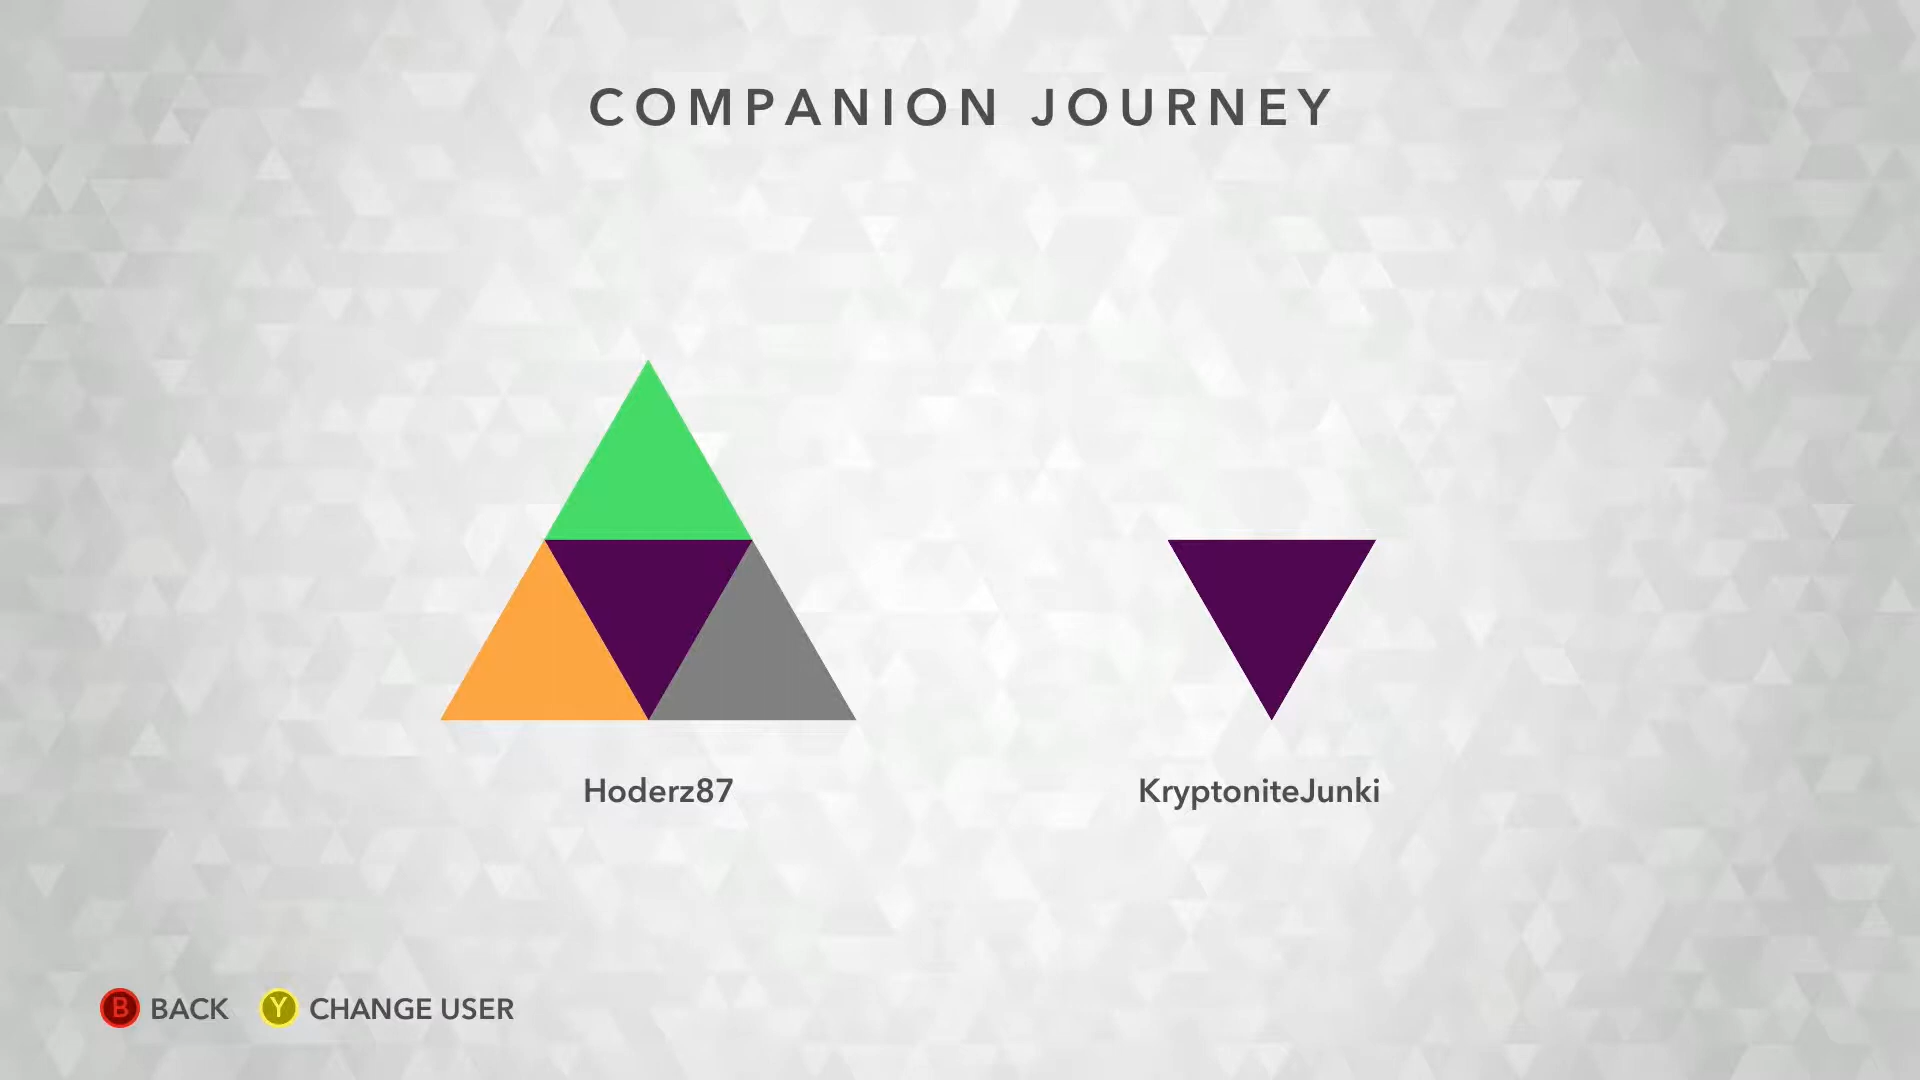 COMPANION JOURNEY
Hoderz87
KryptoniteJunki
B BACK Y CHANGE USER